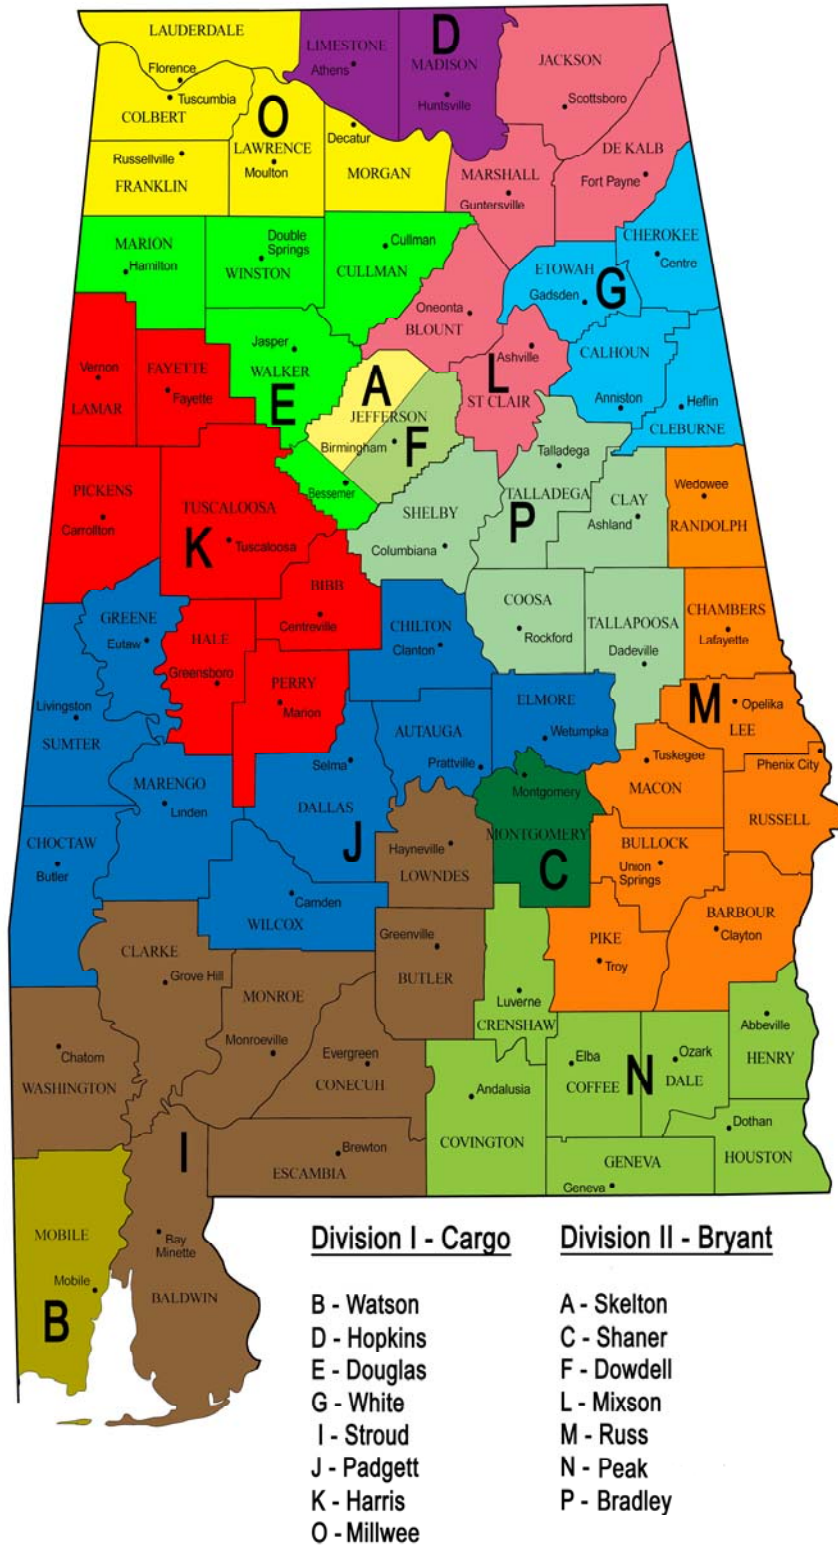 LAUDERDALE
Florence
Tuscumbia
COLBERT
O
LAWRENCE
Moulton
Russellville
FRANKLIN
LIMESTONE
Athens
D
MADISON
Huntsville
Decatur
MORGAN
JACKSON
Scottsboro
DE KALB
Fort Payne
MARSHALL
Guntersville
MARION
Hamilton
Double
Springs
WINSTON
Cullman
CULLMAN
CHEROKEE
Centre
ETOWAH
Gadsden
G
Oneonta
BLOUNT
Vernon
LAMAR
FAYETTE
Fayette
Jasper
WALKER
E
A
JEFFERSON
Birmingham
F
Bessemer
Ashville
L
ST CLAIR
CALHOUN
Anniston
Heflin
CLEBURNE
PICKENS
Carrollton
TUSCALOOSA
K
Tuscaloosa
SHELBY
Columbiana
Talladega
TALLADEGA
P
CLAY
Ashland
Wedowee
RANDOLPH
GREENE
Eutaw
HALE
Greensboro
BIBB
Centreville
CHILTON
Clanton
COOSA
Rockford
TALLAPOOSA
Dadeville
CHAMBERS
Lafayette
Livingston
SUMTER
PERRY
Marion
AUTAUGA
Prattville
ELMORE
Wetumpka
M
Opelika
LEE
Phenix City
MARENGO
Linden
Selma
DALLAS
J
Montgomery
MONTGOMERY
C
Tuskegee
MACON
RUSSELL
CHOCTAW
Butler
Camden
WILCOX
Hayneville
LOWNDES
BULLOCK
Union
Springs
BARBOUR
Clayton
CLARKE
Grove Hill
MONROE
Monroeville
Greenville
BUTLER
Luverne
CRENSHAW
PIKE
Troy
Chatom
WASHINGTON
Evergreen
CONECUH
Andalusia
COVINGTON
Elba
COFFEE
N
Ozark
DALE
Abbeville
HENRY
Dothan
HOUSTON
I
Brewton
ESCAMBIA
GENEVA
Geneva
MOBILE
Mobile
B
Bay
Minette
BALDWIN
Division I - Cargo
B - Watson
D - Hopkins
E - Douglas
G - White
I - Stroud
J - Padgett
K - Harris
O - Millwee
Division II - Bryant
A - Skelton
C - Shaner
F - Dowdell
L - Mixson
M - Russ
N - Peak
P - Bradley